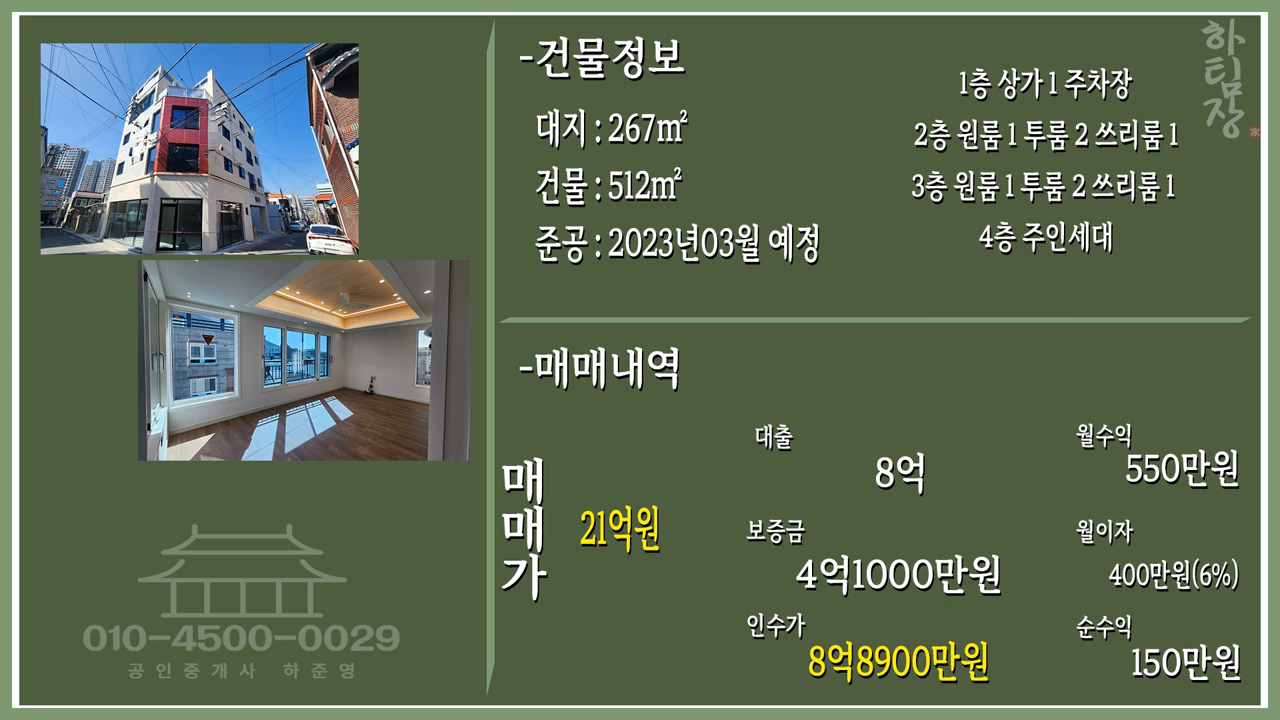 -건물정보
대지 : 267㎡
건물 : 512㎡
준공 : 2023년03월 예정
1층 상가 1 주차장
2층 원룸 1 투룸 2 쓰리룸 1
3층 원룸 1 투룸 2 쓰리룸 1
4층 주인세대
하팀장
家
-매매내역
매매가
21억원
대출
8억
보증금
4억1000만원
인수가
8억8900만원
월수익
550만원
월이자
400만원(6%)
순수익
150만원
010-4500-0029
공인중개사 하준영